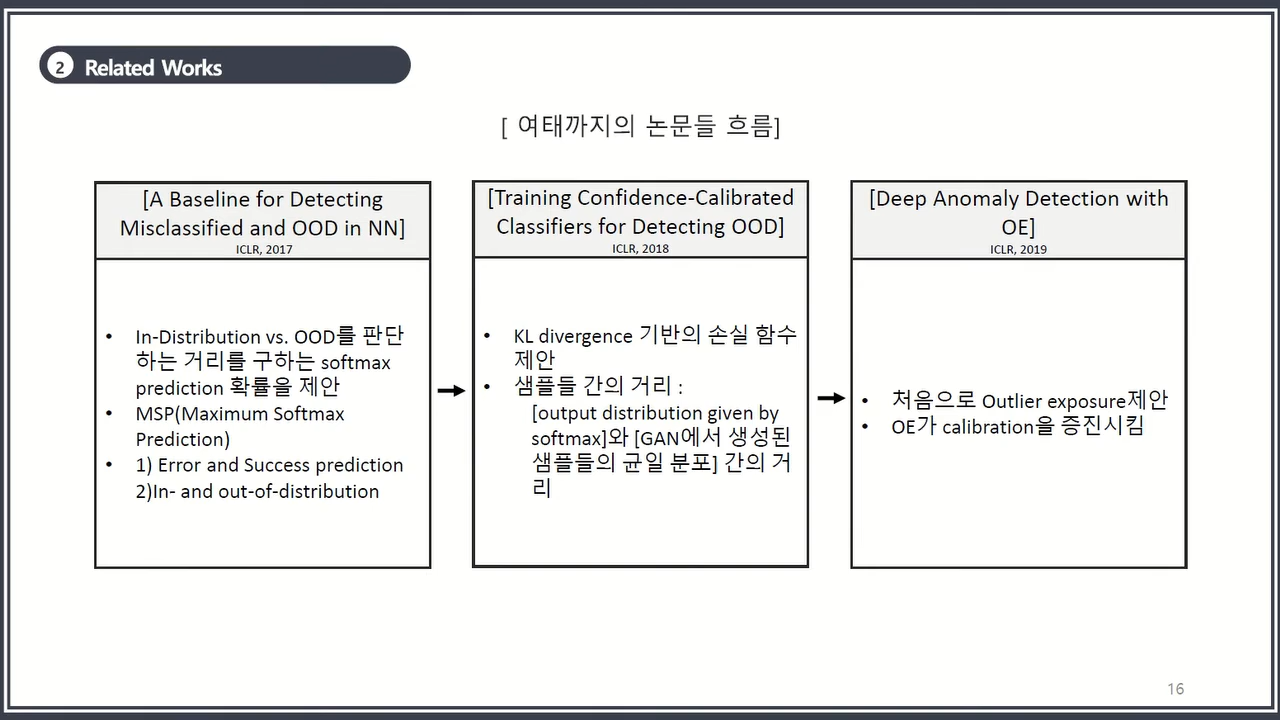 2 Related Works
[ 여태까지의 논문들 흐름]
[A Baseline for Detecting
Misclassified and OOD in NN]
ICLR, 2017
• In-Distribution vs. OOD를 판단
하는 거리를 구하는 softmax
prediction 확률을 제안
• MSP(Maximum Softmax
Prediction)
• 1) Error and Success prediction
2)In- and out-of-distribution
[Training Confidence-Calibrated
Classifiers for Detecting OOD]
ICLR, 2018
• KL divergence 기반의 손실 함수
제안
• 샘플들 간의 거리 :
[output distribution given by
softmax]와 [GAN에서 생성된
샘플들의 균일 분포] 간의 거
리
[Deep Anomaly Detection with
OE]
ICLR, 2019
• 처음으로 Outlier exposure제안
• OE가 calibration을 증진시킴
16